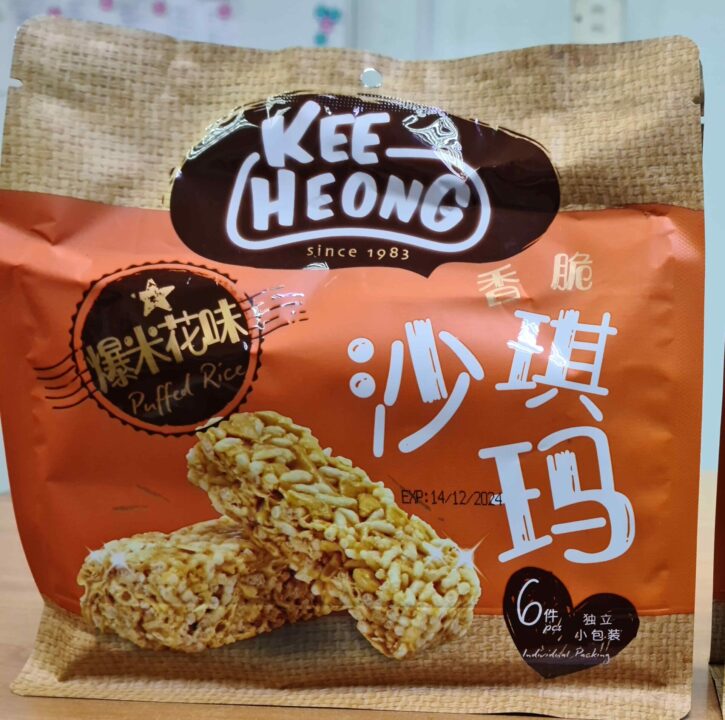 KEE
HEONG
since 1983
香脆
沙琪玛
爆米花味
Puffed Rice
EXP:14/12/2024
6件
pcs
独立
小包装
Individual Packing